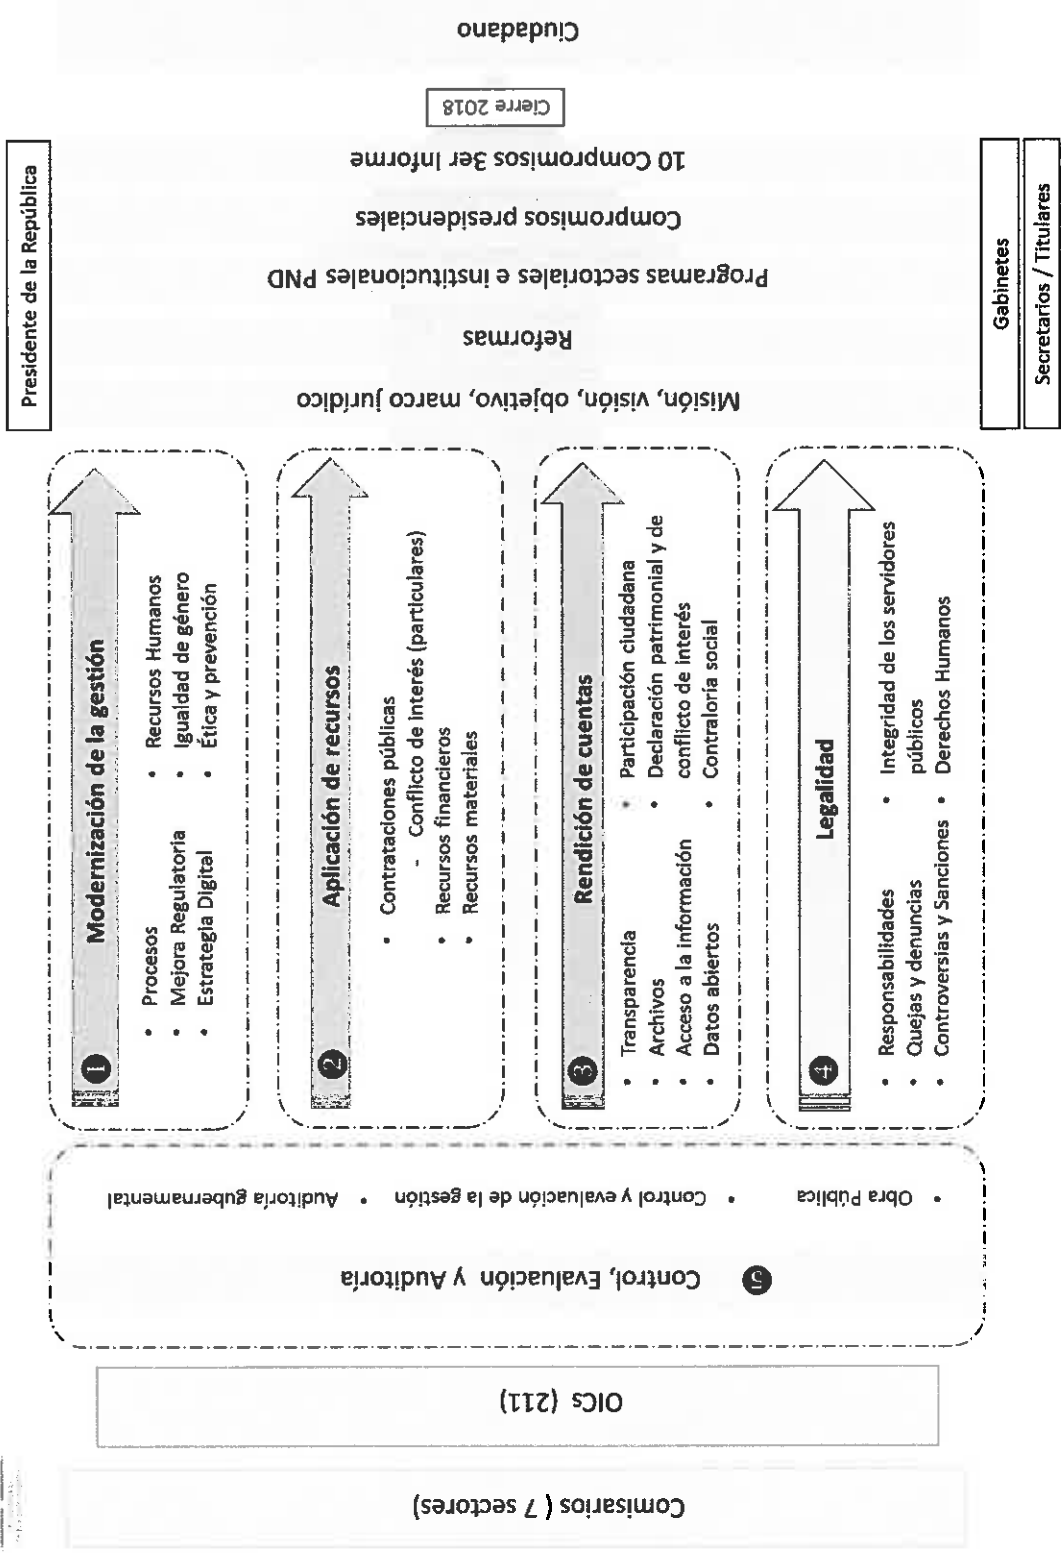 Comisarios ( 7 sectores)
OICs (211)
5 Control, Evaluación y Auditoría
• Obra Pública
• Control y evaluación de la gestión
• Auditoría gubernamental
1 Modernización de la gestión
• Procesos
• Mejora Regulatoria
• Estrategia Digital
• Recursos Humanos
• Igualdad de género
• Ética y prevención
2 Aplicación de recursos
• Contrataciones públicas
- Conflicto de interés (particulares)
• Recursos financieros
• Recursos materiales
3 Rendición de cuentas
• Transparencia
• Archivos
• Acceso a la información
• Datos abiertos
• Participación ciudadana
• Declaración patrimonial y de
conflicto de interés
• Contraloría social
4 Legalidad
• Responsabilidades
• Quejas y denuncias
• Controversias y Sanciones
• Integridad de los servidores
públicos
• Derechos Humanos
Presidente de la República
Misión, visión, objetivo, marco jurídico
Reformas
Programas sectoriales e institucionales PND
Compromisos presidenciales
10 Compromisos 3er Informe
Cierre 2018
Ciudadano
Gabinetes
Secretarios / Titulares